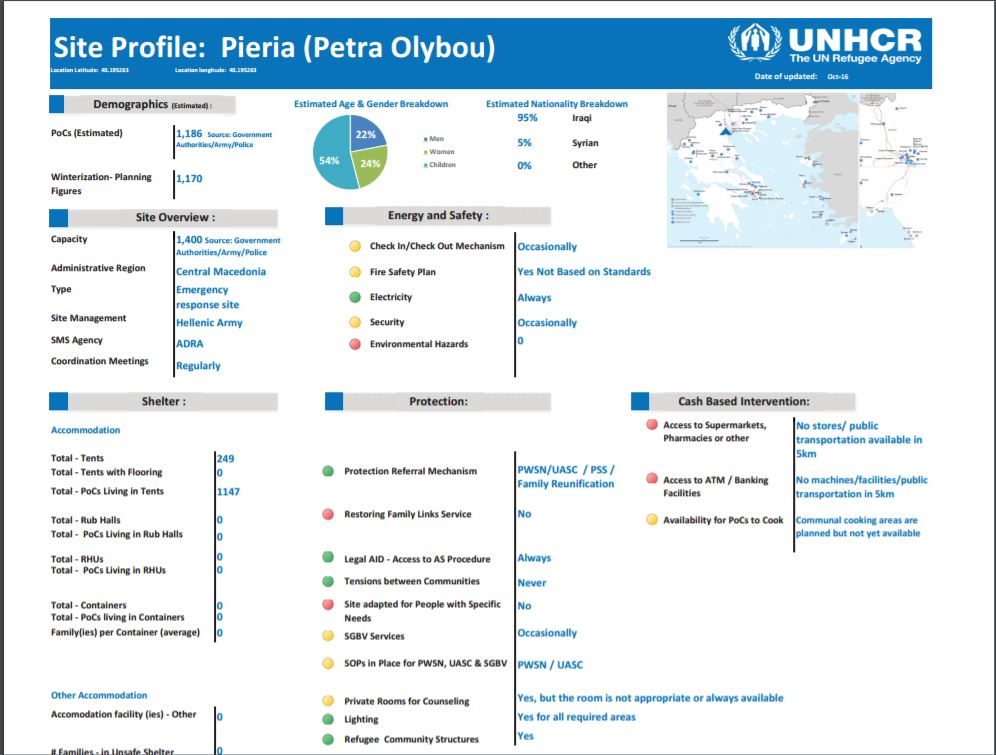 Site Profile: Pieria (Petra Olybou)
Location Latitude: 40.195263 Location longitude: 40.195263
UNHCR
The UN Refugee Agency
Date of updated: Oct-16
Demographics (Estimated) :
PoCs (Estimated)
1,186 Source: Government
Authorities/Army/Police
Winterization- Planning
Figures
1,170
Estimated Age & Gender Breakdown
22%
24%
54%
Men
Women
Children
Estimated Nationality Breakdown
95% Iraqi
5% Syrian
0% Other
Site Overview :
Capacity
1,400 Source: Government
Authorities/Army/Police
Administrative Region Central Macedonia
Type Emergency
response site
Site Management Hellenic Army
SMS Agency ADRA
Coordination Meetings Regularly
Energy and Safety :
Check In/Check Out Mechanism Occasionally
Fire Safety Plan Yes Not Based on Standards
Electricity Always
Security Occasionally
Environmental Hazards 0
Shelter :
Accommodation
Total - Tents 249
Total - Tents with Flooring 0
Total - PoCs Living in Tents 1147
Total - Rub Halls 0
Total - PoCs Living in Rub Halls 0
Total - RHUs 0
Total - PoCs Living in RHUs 0
Total - Containers 0
Total - PoCs living in Containers 0
Family(ies) per Container (average) 0
Other Accommodation
Accomodation facility (ies) - Other 0
# Families - in Unsafe Shelter 0
Protection:
Protection Referral Mechanism PWSN/UASC / PSS /
Family Reunification
Restoring Family Links Service No
Legal AID - Access to AS Procedure Always
Tensions between Communities Never
Site adapted for People with Specific
Needs
No
SGBV Services Occasionally
SOPs in Place for PWSN, UASC & SGBV PWSN / UASC
Private Rooms for Counseling Yes, but the room is not appropriate or always available
Lighting Yes for all required areas
Refugee Community Structures Yes
Cash Based Intervention:
Access to Supermarkets,
Pharmacies or other
No stores/ public
transportation available in
5km
Access to ATM / Banking
Facilities
No machines/facilities/public
transportation in 5km
Availability for PoCs to Cook Communal cooking areas are
planned but not yet available